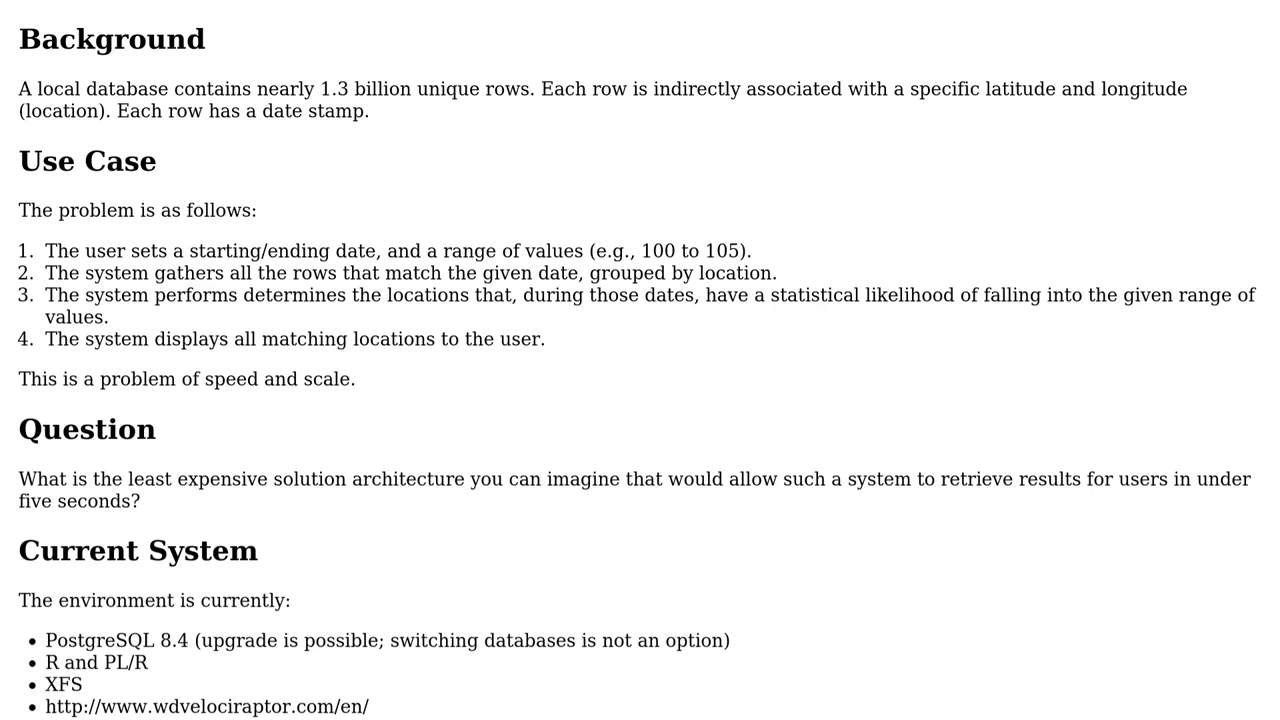 Background
A local database contains nearly 1.3 billion unique rows. Each row is indirectly associated with a specific latitude and longitude
(location). Each row has a date stamp.
Use Case
The problem is as follows:
1. The user sets a starting/ending date, and a range of values (e.g., 100 to 105).
2. The system gathers all the rows that match the given date, grouped by location.
3. The system performs determines the locations that, during those dates, have a statistical likelihood of falling into the given range of
values.
4. The system displays all matching locations to the user.
This is a problem of speed and scale.
Question
What is the least expensive solution architecture you can imagine that would allow such a system to retrieve results for users in under
five seconds?
Current System
The environment is currently:
• PostgreSQL 8.4 (upgrade is possible; switching databases is not an option)
• R and PL/R
• XFS
• http://www.wdvelociraptor.com/en/